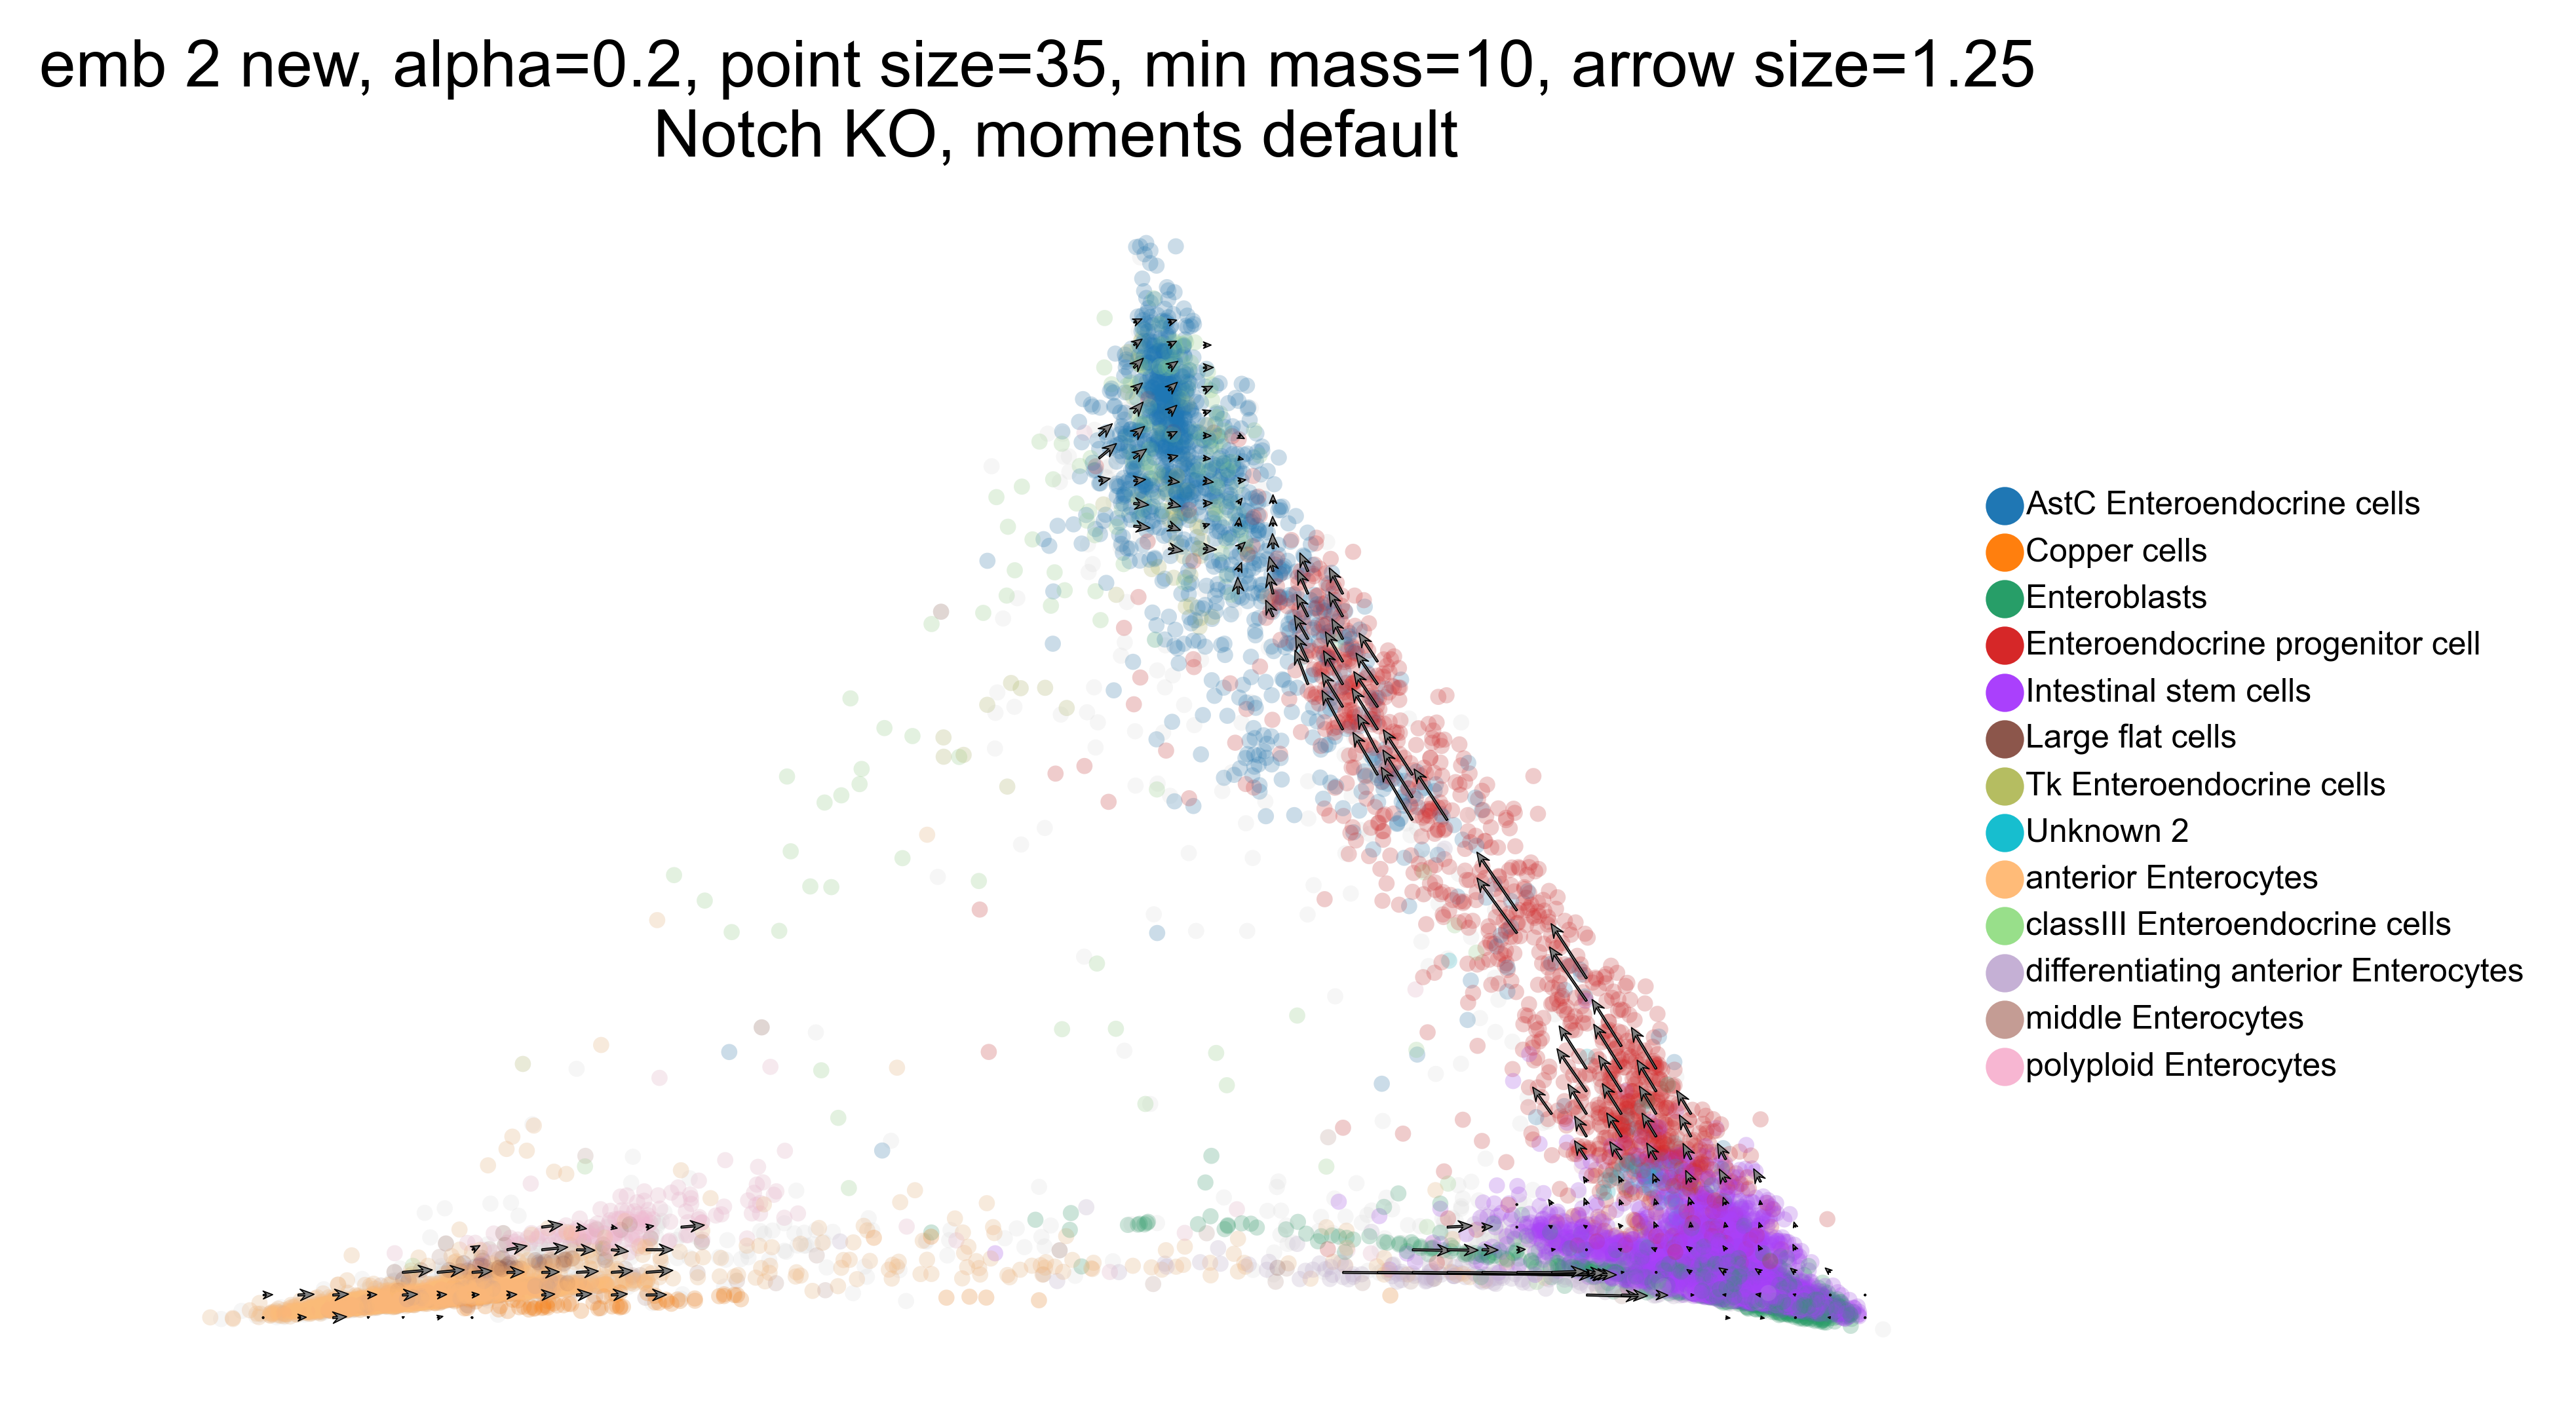 emb 2 new, alpha=0.2, point size=35, min mass=10, arrow size=1.25
Notch KO, moments default
AstC Enteroendocrine cells
Copper cells
Enteroblasts
Enteroendocrine progenitor cell
Intestinal stem cells
Large flat cells
Tk Enteroendocrine cells
Unknown 2
anterior Enterocytes
classIII Enteroendocrine cells
differentiating anterior Enterocytes
middle Enterocytes
polyploid Enterocytes